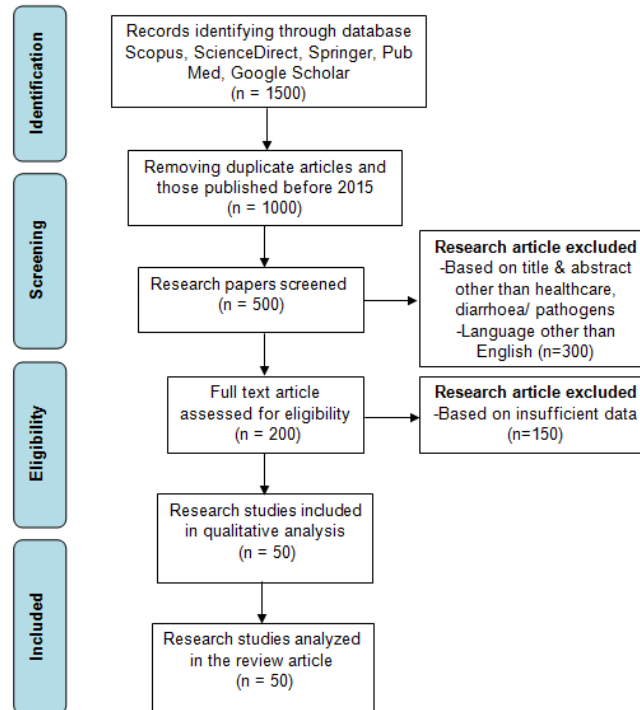 Identification
Records identifying through database
Scopus, ScienceDirect, Springer, Pub
Med, Google Scholar
(n = 1500)
Removing duplicate articles and
those published before 2015
(n = 1000)
Screening
Research papers screened
(n = 500)
Research article excluded
-Based on title & abstract
other than healthcare,
diarrhoea/ pathogens
-Language other than
English (n=300)
Eligibility
Full text article
assessed for eligibility
(n = 200)
Research article excluded
-Based on insufficient data
(n=150)
Research studies included
in qualitative analysis
(n = 50)
Included
Research studies analyzed
in the review article
(n = 50)